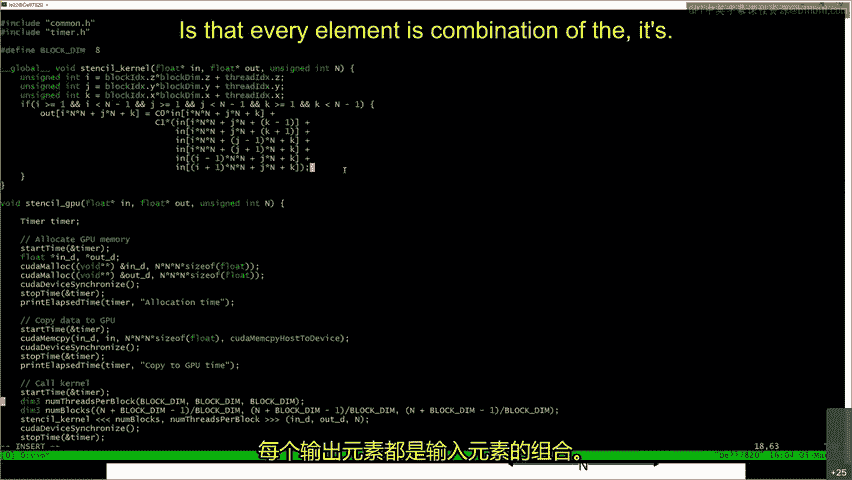 Is that every element is combination of the, it's.
#include "common.h"
#include "timer.h"
#define BLOCK_DIM 8
__global__ void stencil_kernel(float* in, float* out, unsigned int N) {
unsigned int i = blockIdx.z*blockDim.z + threadIdx.z;
unsigned int j = blockIdx.y*blockDim.y + threadIdx.y;
unsigned int k = blockIdx.x*blockDim.x + threadIdx.x;
if(i >= 1 && i < N - 1 && j >= 1 && j < N - 1 && k >= 1 && k < N - 1) {
out[i*N*N + j*N + k] = C0*in[i*N*N + j*N + k] +
C1*(in[i*N*N + j*N + (k - 1)] +
in[i*N*N + j*N + (k + 1)] +
in[i*N*N + (j - 1)*N + k] +
in[i*N*N + (j + 1)*N + k] +
in[(i - 1)*N*N + j*N + k] +
in[(i + 1)*N*N + j*N + k]);
}
}
void stencil_gpu(float* in, float* out, unsigned int N) {
Timer timer;
// Allocate GPU memory
startTime(&timer);
float *in_d, *out_d;
cudaMalloc((void**) &in_d, N*N*N*sizeof(float));
cudaMalloc((void**) &out_d, N*N*N*sizeof(float));
cudaDeviceSynchronize();
stopTime(&timer);
printElapsedTime(timer, "Allocation time");
// Copy data to GPU
startTime(&timer);
cudaMemcpy(in_d, in, N*N*N*sizeof(float), cudaMemcpyHostToDevice);
cudaDeviceSynchronize();
stopTime(&timer);
printElapsedTime(timer, "Copy to GPU time");
// Call kernel
startTime(&timer);
dim3 numThreadsPerBlock(BLOCK_DIM, BLOCK_DIM, BLOCK_DIM);
dim3 numBlocks((N + BLOCK_DIM - 1)/BLOCK_DIM, (N + BLOCK_DIM - 1)/BLOCK_DIM, (N + BLOCK_DIM - 1)/BLOCK_DIM);
stencil_kernel <<< numBlocks, numThreadsPerBlock >>> (in_d, out_d, N);
cudaDeviceSynchronize();
stopTime(&timer);
-- INSERT -- 18,63
每个输出元素都是输入元素的组合。
N
+25